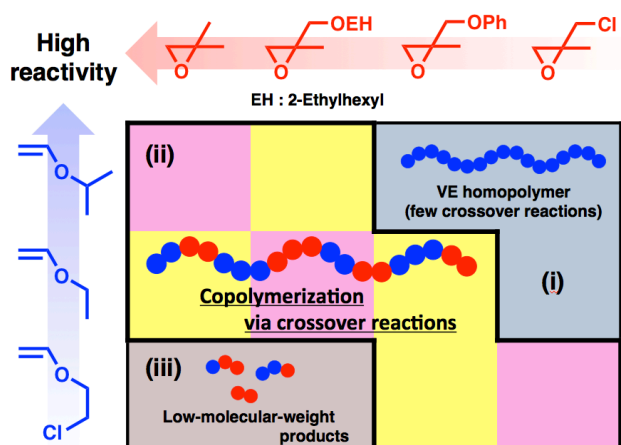 High
reactivity
O
O
OEH
O
OPh
O
Cl
EH : 2-Ethylhexyl
O
O
O
Cl
(ii)
VE homopolymer
(few crossover reactions)
(i)
Copolymerization
via crossover reactions
(iii)
Low-molecular-weight
products